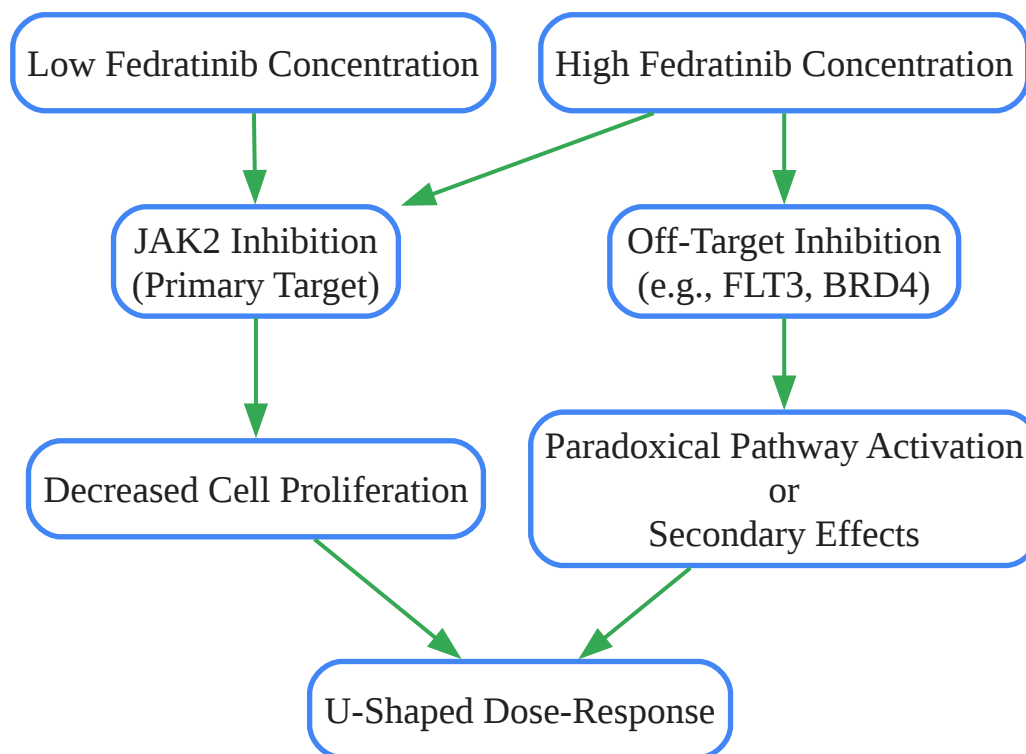 Low Fedratinib Concentration
High Fedratinib Concentration
JAK2 Inhibition
(Primary Target)
Off-Target Inhibition
(e.g., FLT3, BRD4)
Decreased Cell Proliferation
Paradoxical Pathway Activation
or
Secondary Effects
U-Shaped Dose-Response